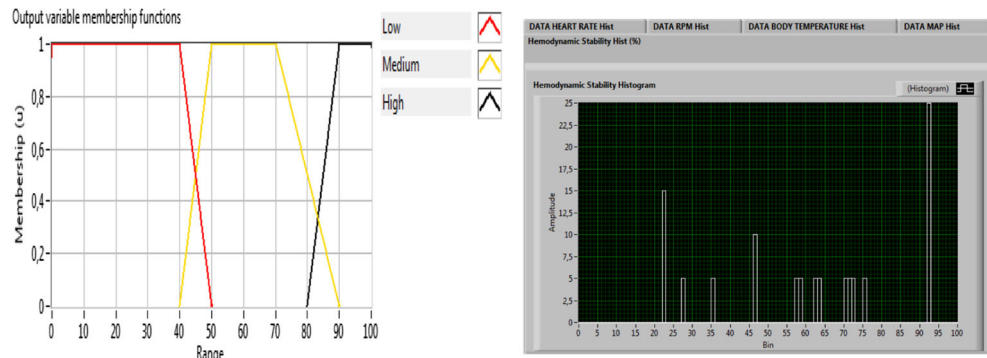 Output variable membership functions
Low
Medium
High
1
0,8
0,6
0,4
0,2
0
Membership (u)
0 10 20 30 40 50 60 70 80 90 100
Range
DATA HEART RATE Hist DATA RPM Hist DATA BODY TEMPERATURE Hist DATA MAP Hist
Hemodynamic Stability Hist (%)
Hemodynamic Stability Histogram
(Histogram)
25
22,5
20
17,5
15
12,5
10
7,5
5
2,5
0
Amplitude
0 5 10 15 20 25 30 35 40 45 50 55 60 65 70 75 80 85 90 95 100
Bin